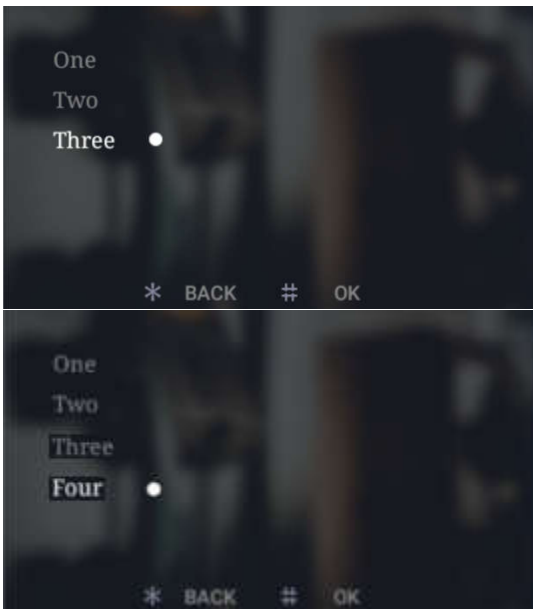 One
Two
Three
* BACK # OK
One
Two
Three
Four
* BACK # OK